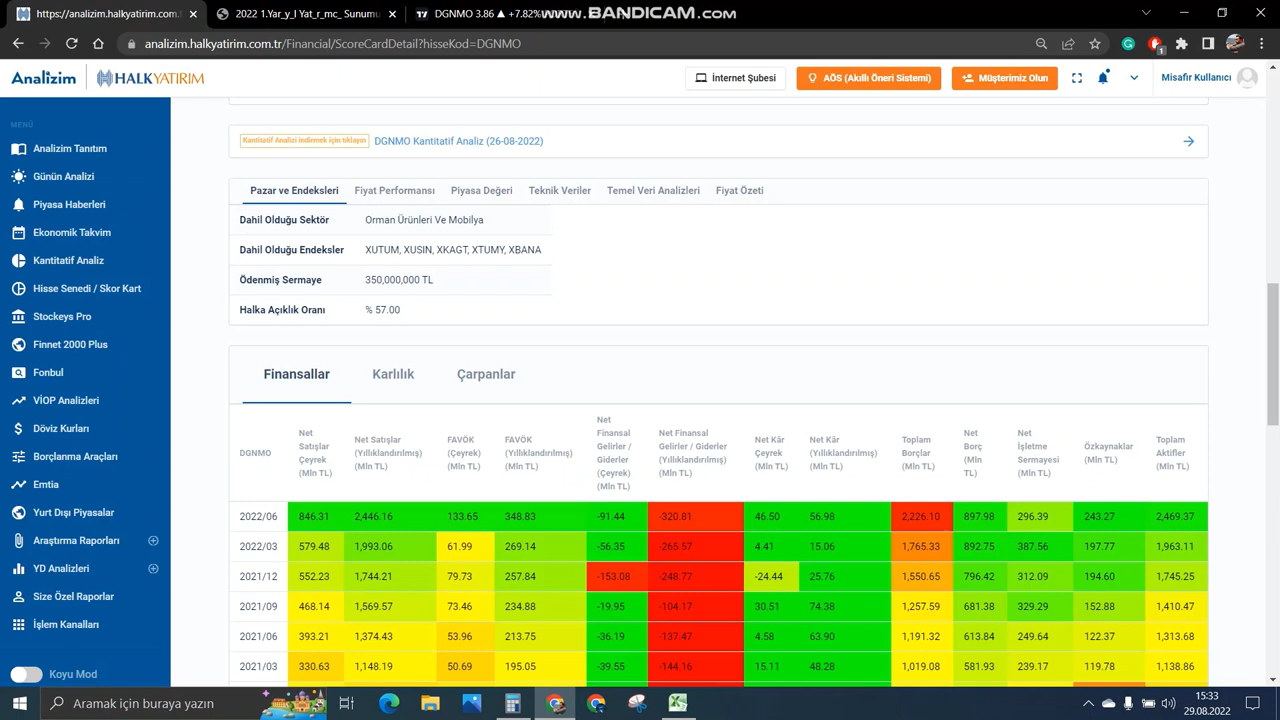 https://analizim.halkyatirim.com
2022 1.Yar_I Yat_mc_ Sunumu
DGNMO 3.86 ▲ +7.82%
WWW.BANDICAM.COM
analizim.halkyatirim.com.tr/Financial/ScoreCardDetail?hisseKod=DGNMO
Analizim
HALKYATIRIM
İnternet Şubesi
AÖS (Akıllı Öneri Sistemi)
Müşterimiz Olun
Misafir Kullanıcı
MENÜ
Analizim Tanıtım
Günün Analizi
Piyasa Haberleri
Ekonomik Takvim
Kantitatif Analiz
Hisse Senedi / Skor Kart
Stockeys Pro
Finnet 2000 Plus
Fonbul
VİOP Analizleri
Döviz Kurları
Borçlanma Araçları
Emtia
Yurt Dışı Piyasalar
Araştırma Raporları
YD Analizleri
Size Özel Raporlar
İşlem Kanalları
Koyu Mod
Kantitatif Analizi indirmek için tıklayın DGNMO Kantitatif Analiz (26-08-2022)
Pazar ve Endeksleri Fiyat Performansı Piyasa Değeri Teknik Veriler Temel Veri Analizleri Fiyat Özeti
Dahil Olduğu Sektör Orman Ürünleri Ve Mobilya
Dahil Olduğu Endeksler XUTUM, XUSIN, XKAGT, XTUMY, XBANA
Ödenmiş Sermaye 350,000,000 TL
Halka Açıklık Oranı % 57.00
Finansallar Karlılık Çarpanlar
DGNMO
Net
Satışlar
Çeyrek
(Mln TL)
Net Satışlar
(Yıllıklandırılmış)
(Mln TL)
FAVÖK
(Çeyrek)
(Mln TL)
FAVÖK
(Yıllıklandırılmış)
(Mln TL)
Net
Finansal
Gelirler /
Giderler
(Çeyrek)
(Mln TL)
Net Finansal
Gelirler / Giderler
(Yıllıklandırılmış)
(Mln TL)
Net Kâr
Çeyrek
(Mln TL)
Net Kâr
(Yıllıklandırılmış)
(Mln TL)
Toplam
Borçlar
(Mln TL)
Net
Borç
(Mln
TL)
Net
İşletme
Sermayesi
(Mln TL)
Özkaynaklar
(Mln TL)
Toplam
Aktifler
(Mln TL)
2022/06 846.31 2,446.16 133.65 348.83 -91.44 -320.81 46.50 56.98 2,226.10 897.98 296.39 243.27 2,469.37
2022/03 579.48 1,993.06 61.99 269.14 -56.35 -265.57 4.41 15.06 1,765.33 892.75 387.56 197.77 1,963.11
2021/12 552.23 1,744.21 79.73 257.84 -153.08 -248.77 -24.44 25.76 1,550.65 796.42 312.09 194.60 1,745.25
2021/09 468.14 1,569.57 73.46 234.88 -19.95 -104.17 30.51 74.38 1,257.59 681.38 329.29 152.88 1,410.47
2021/06 393.21 1,374.43 53.96 213.75 -36.19 -137.47 4.58 63.90 1,191.32 613.84 249.64 122.37 1,313.68
2021/03 330.63 1,148.19 50.69 195.05 -39.55 -144.16 15.11 48.28 1,019.08 581.93 239.17 119.78 1,138.86
Aramak için buraya yazın
15:33
29.08.2022